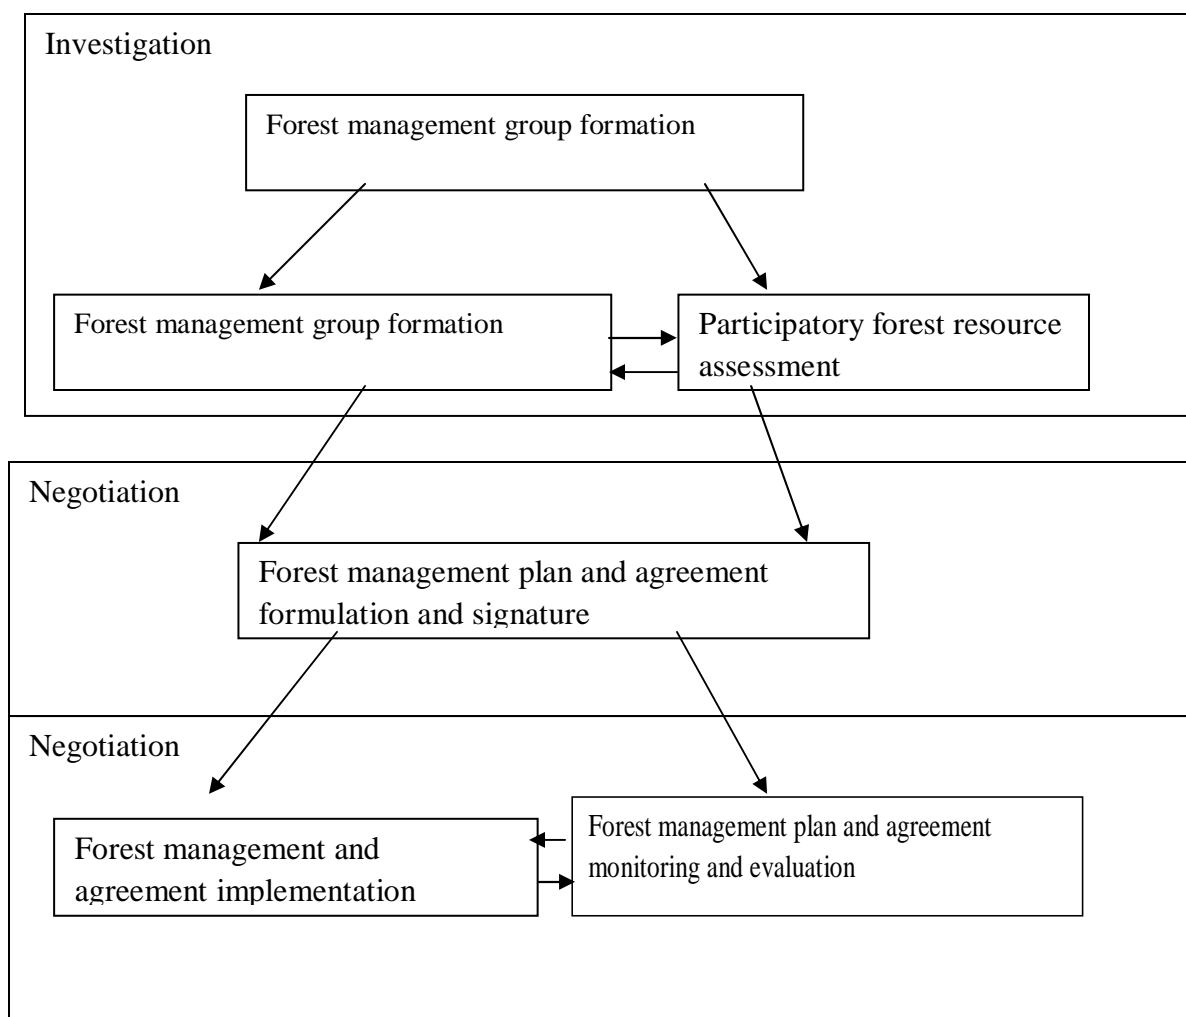 Investigation
Forest management group formation
Forest management group formation
Participatory forest resource
assessment
Negotiation
Forest management plan and agreement
formulation and signature
Negotiation
Forest management and
agreement implementation
Forest management plan and agreement
monitoring and evaluation